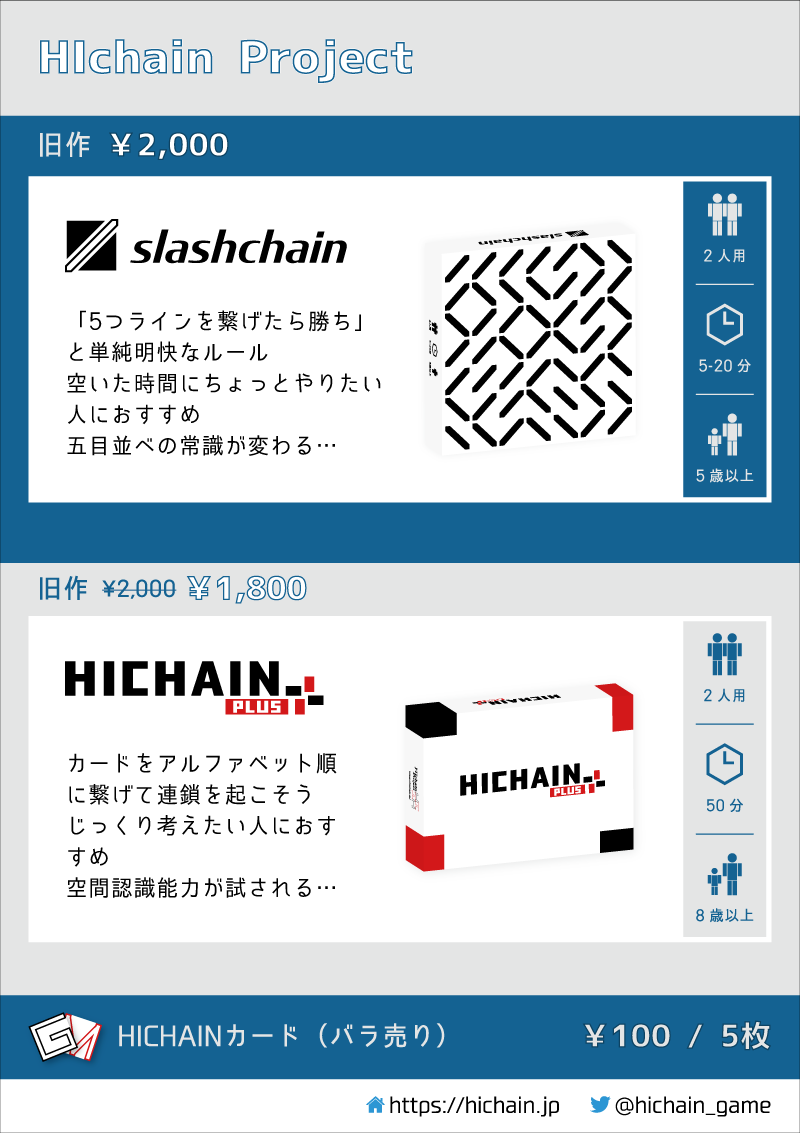 HIchain Project
旧作 ￥2,000
slashchain
「5つラインを繋げたら勝ち」
と単純明快なルール
空いた時間にちょっとやりたい
人におすすめ
五目並べの常識が変わる…
slashchain
2人用
5-20分
5歳以上
旧作 ¥2,000 ￥1,800
HICHAIN
PLUS
カードをアルファベット順
に繋げて連鎖を起こそう
じっくり考えたい人におす
すめ
空間認識能力が試される…
HICHAIN
PLUS
HICHAIN
PLUS
2人用
50分
8歳以上
HICHAINカード（バラ売り） ￥100 / 5枚
https://hichain.jp @hichain_game